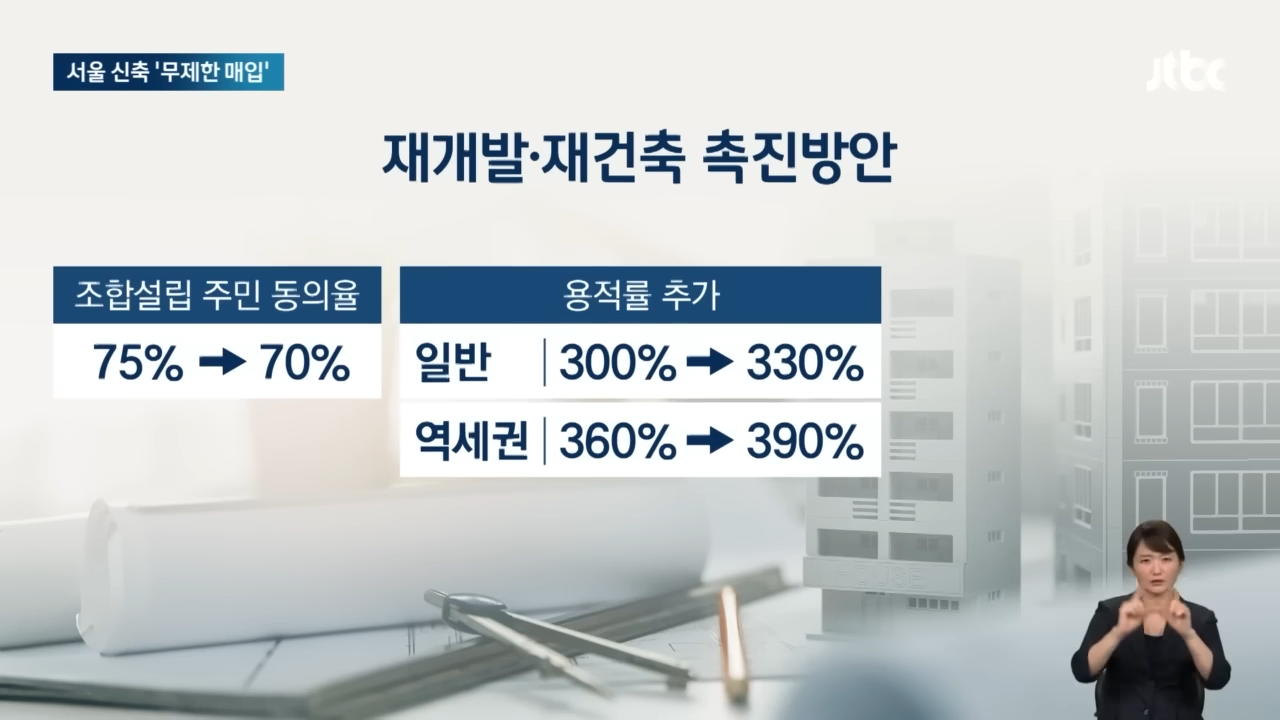 서울 신축 '무제한 매입'
jtbc
재개발·재건축 촉진방안
조합설립 주민 동의율
75% ➡ 70%
용적률 추가
일반 300% ➡ 330%
역세권 360% ➡ 390%
HOUSE